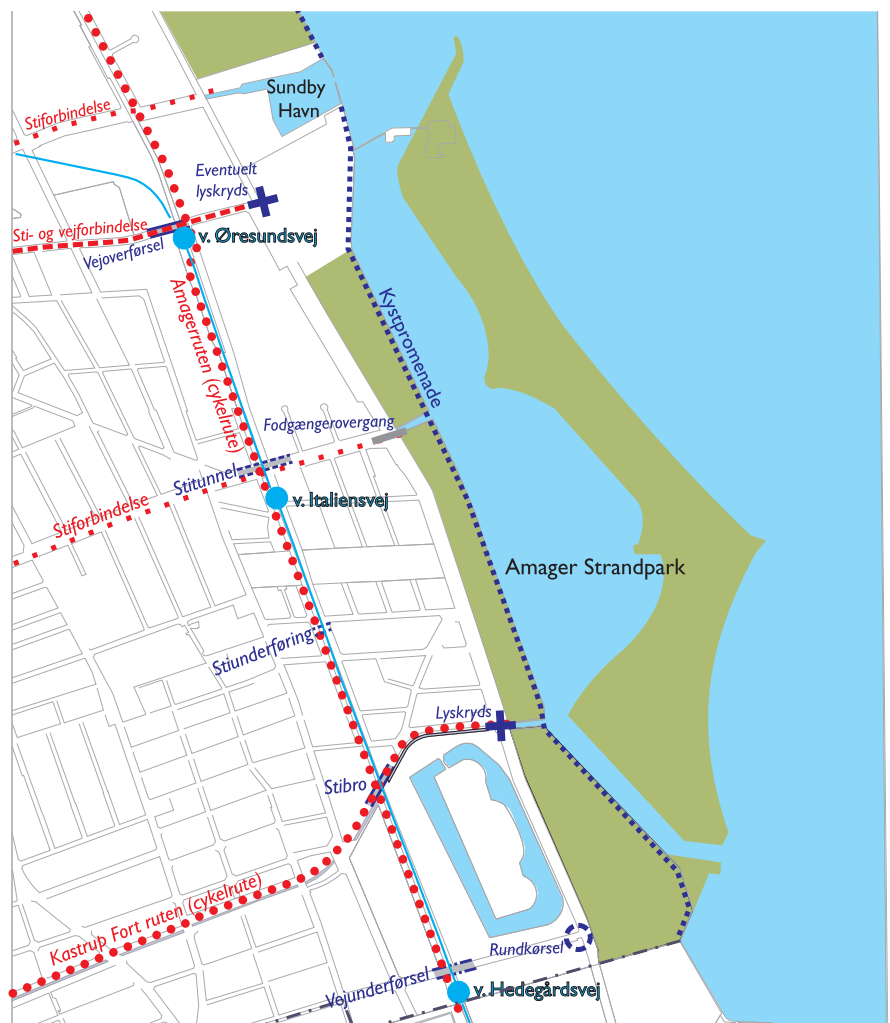 Sundby
Havn
Stiforbindelse
Eventuelt
lyskryds
Sti- og vejforbindelse
v. Øresundsvej
Vejoverførsel
Amagerruten (cykelrute)
Kystpromenade
Fodgængerovergang
Stitunnel
v. Italiensvej
Stiforbindelse
Amager Strandpark
Stiunderføring
Lyskryds
Stibro
Kastrup Fort ruten (cykelrute)
Rundkørsel
Vejunderførsel
v. Hedegårdsvej